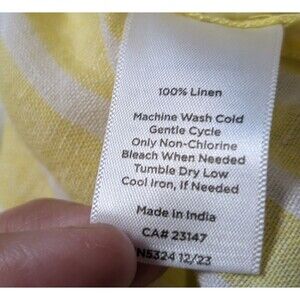 100% Linen
Machine Wash Cold
Gentle Cycle
Only Non-Chlorine
Bleach When Needed
Tumble Dry Low
Cool Iron, If Needed
Made in India
CA# 23147
N5324 12/23